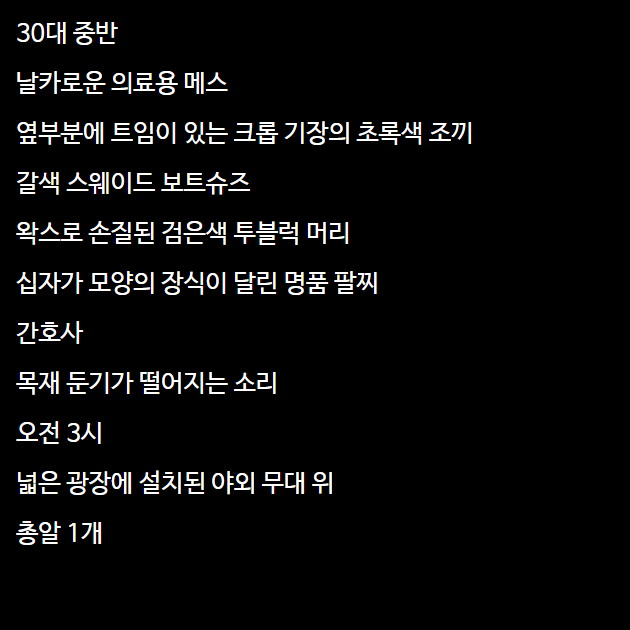 30대 중반
날카로운 의료용 메스
옆부분에 트임이 있는 크롭 기장의 초록색 조끼
갈색 스웨이드 보트슈즈
왁스로 손질된 검은색 투블럭 머리
십자가 모양의 장식이 달린 명품 팔찌
간호사
목재 둔기가 떨어지는 소리
오전 3시
넓은 광장에 설치된 야외 무대 위
총알 1개